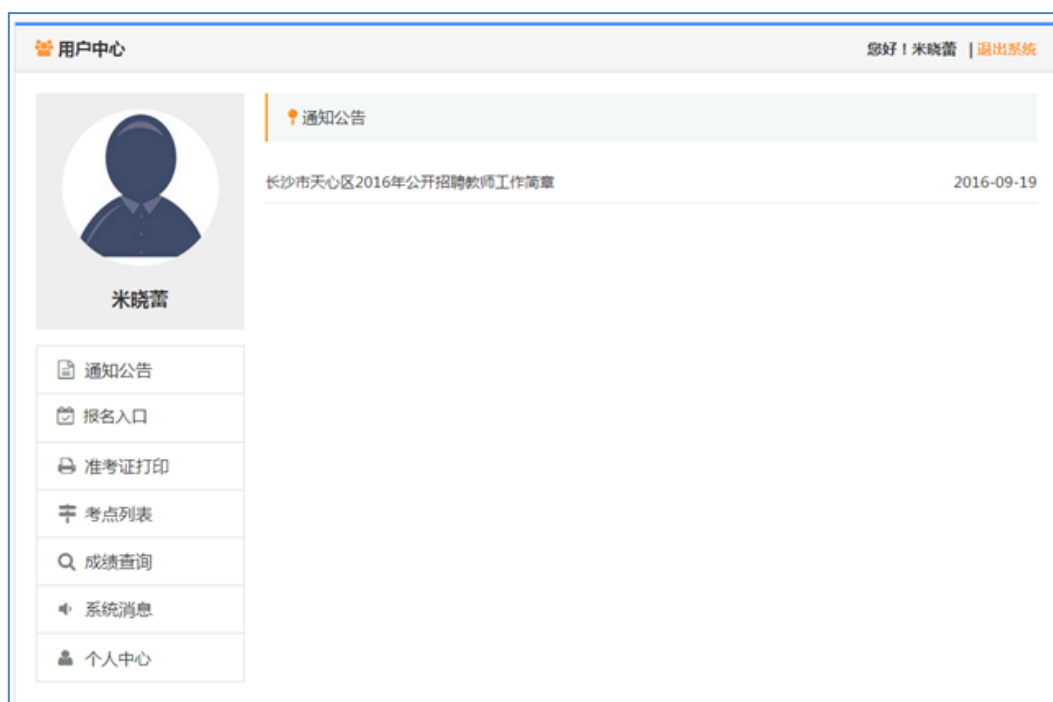 用户中心
您好！米晓蕾 |退出系统
米晓蕾
通知公告
报名入口
准考证打印
考点列表
成绩查询
系统消息
个人中心
通知公告
长沙市天心区2016年公开招聘教师工作简章 2016-09-19